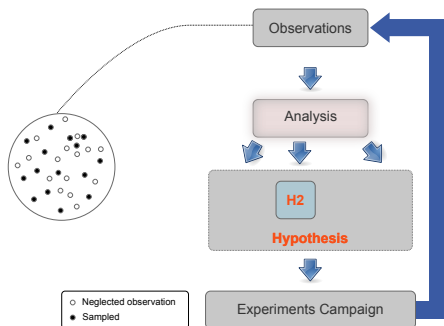 Observations
Analysis
H2
Hypothesis
Experiments Campaign
Neglected observation
Sampled